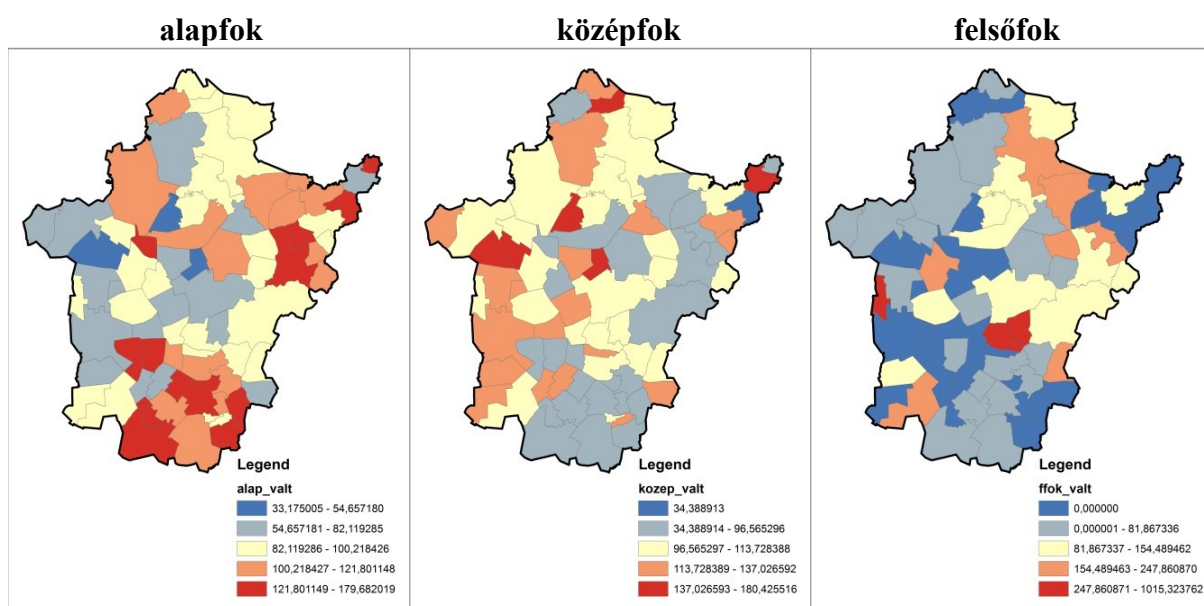 alapfok
középfok
felsőfok
Legend
alap_valt
33,175005 - 54,657180
54,657181 - 82,119285
82,119286 - 100,218426
100,218427 - 121,801148
121,801149 - 179,682019
Legend
kozep_valt
34,388913
34,388914 - 96,565296
96,565297 - 113,728388
113,728389 - 137,026592
137,026593 - 180,425516
Legend
ffok_valt
0,000000
0,000001 - 81,867336
81,867337 - 154,489462
154,489463 - 247,860870
247,860871 - 1015,323762